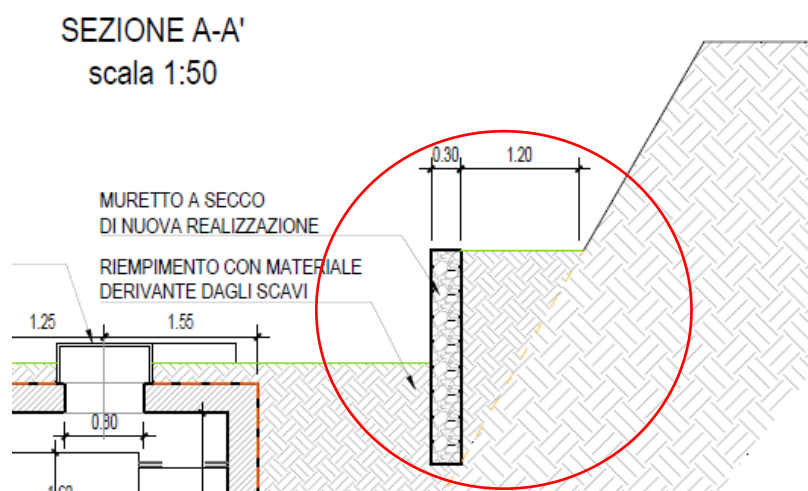 SEZIONE A-A'
scala 1:50
0.30
1.20
MURETTO A SECCO
DI NUOVA REALIZZAZIONE
RIEMPIMENTO CON MATERIALE
DERIVANTE DAGLI SCAVI
1.25
1.55
0.80